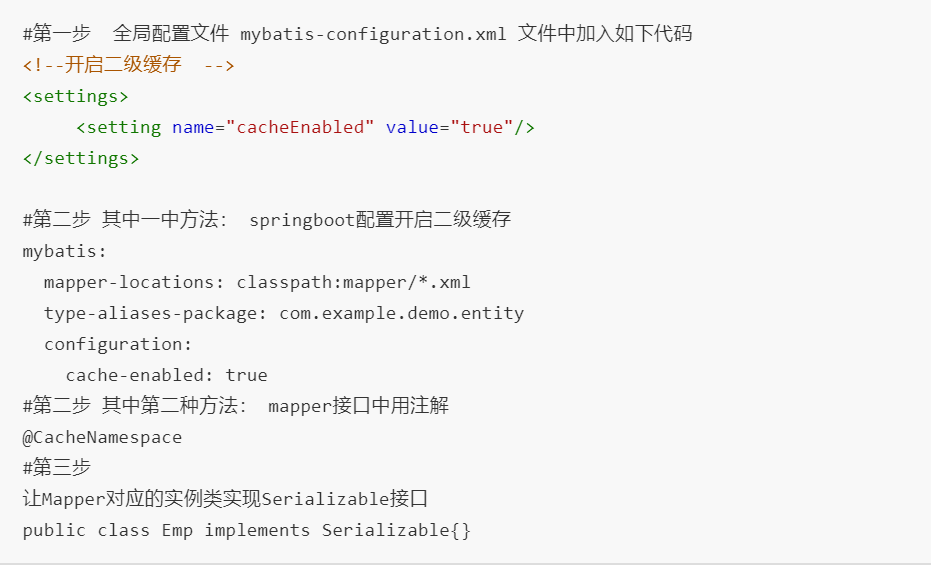 #第一步  全局配置文件 mybatis-configuration.xml 文件中加入如下代码
<!--开启二级缓存  -->
<settings>
     <setting name="cacheEnabled" value="true"/>
</settings>
#第二步 其中一中方法： springboot配置开启二级缓存
mybatis:
  mapper-locations: classpath:mapper/*.xml
  type-aliases-package: com.example.demo.entity
  configuration:
    cache-enabled: true
#第二步 其中第二种方法： mapper接口中用注解
@CacheNamespace
#第三步
让Mapper对应的实例类实现Serializable接口
public class Emp implements Serializable{}